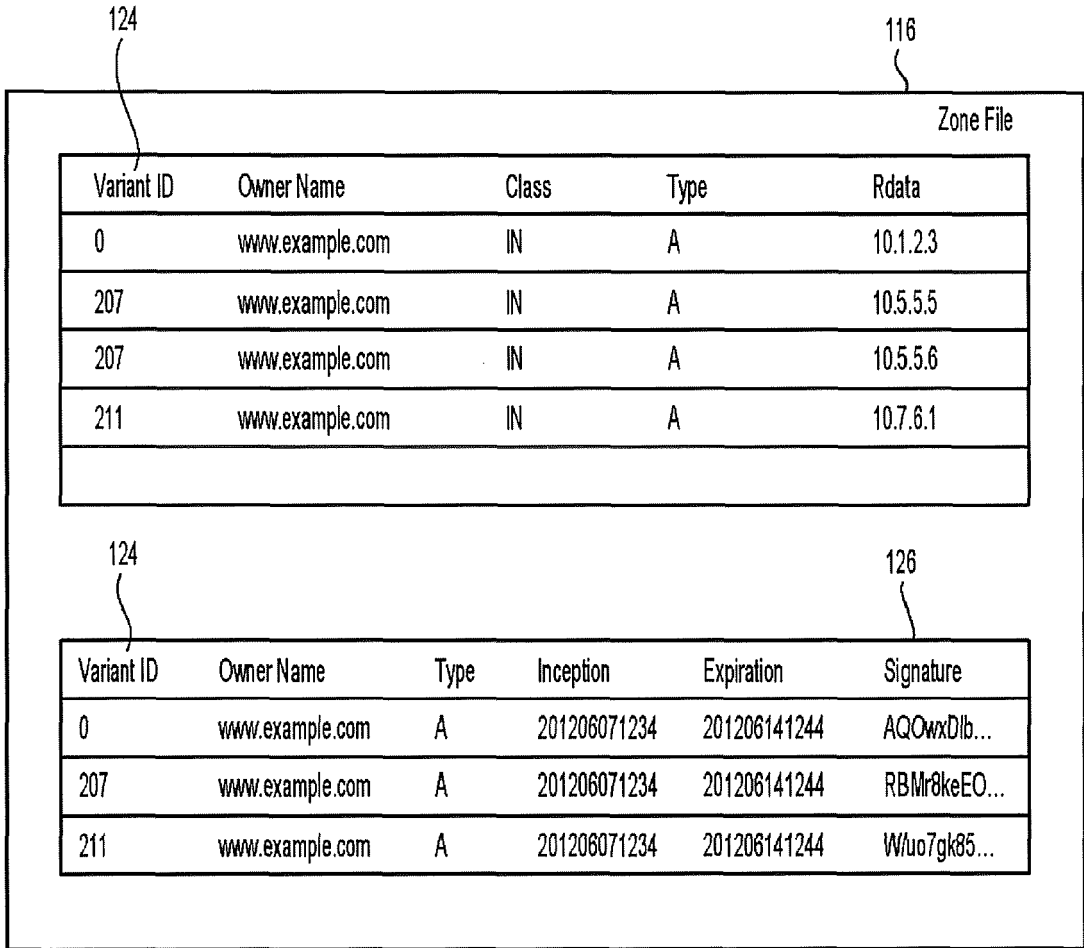 124
116
Zone File
Variant ID Owner Name Class Type Rdata
0 www.example.com IN A 10.1.2.3
207 www.example.com IN A 10.5.5.5
207 www.example.com IN A 10.5.5.6
211 www.example.com IN A 10.7.6.1
124
126
Variant ID Owner Name Type Inception Expiration Signature
0 www.example.com A 201206071234 201206141244 AQOwxDlb...
207 www.example.com A 201206071234 201206141244 RBMr8keEO...
211 www.example.com A 201206071234 201206141244 W/uo7gk85...